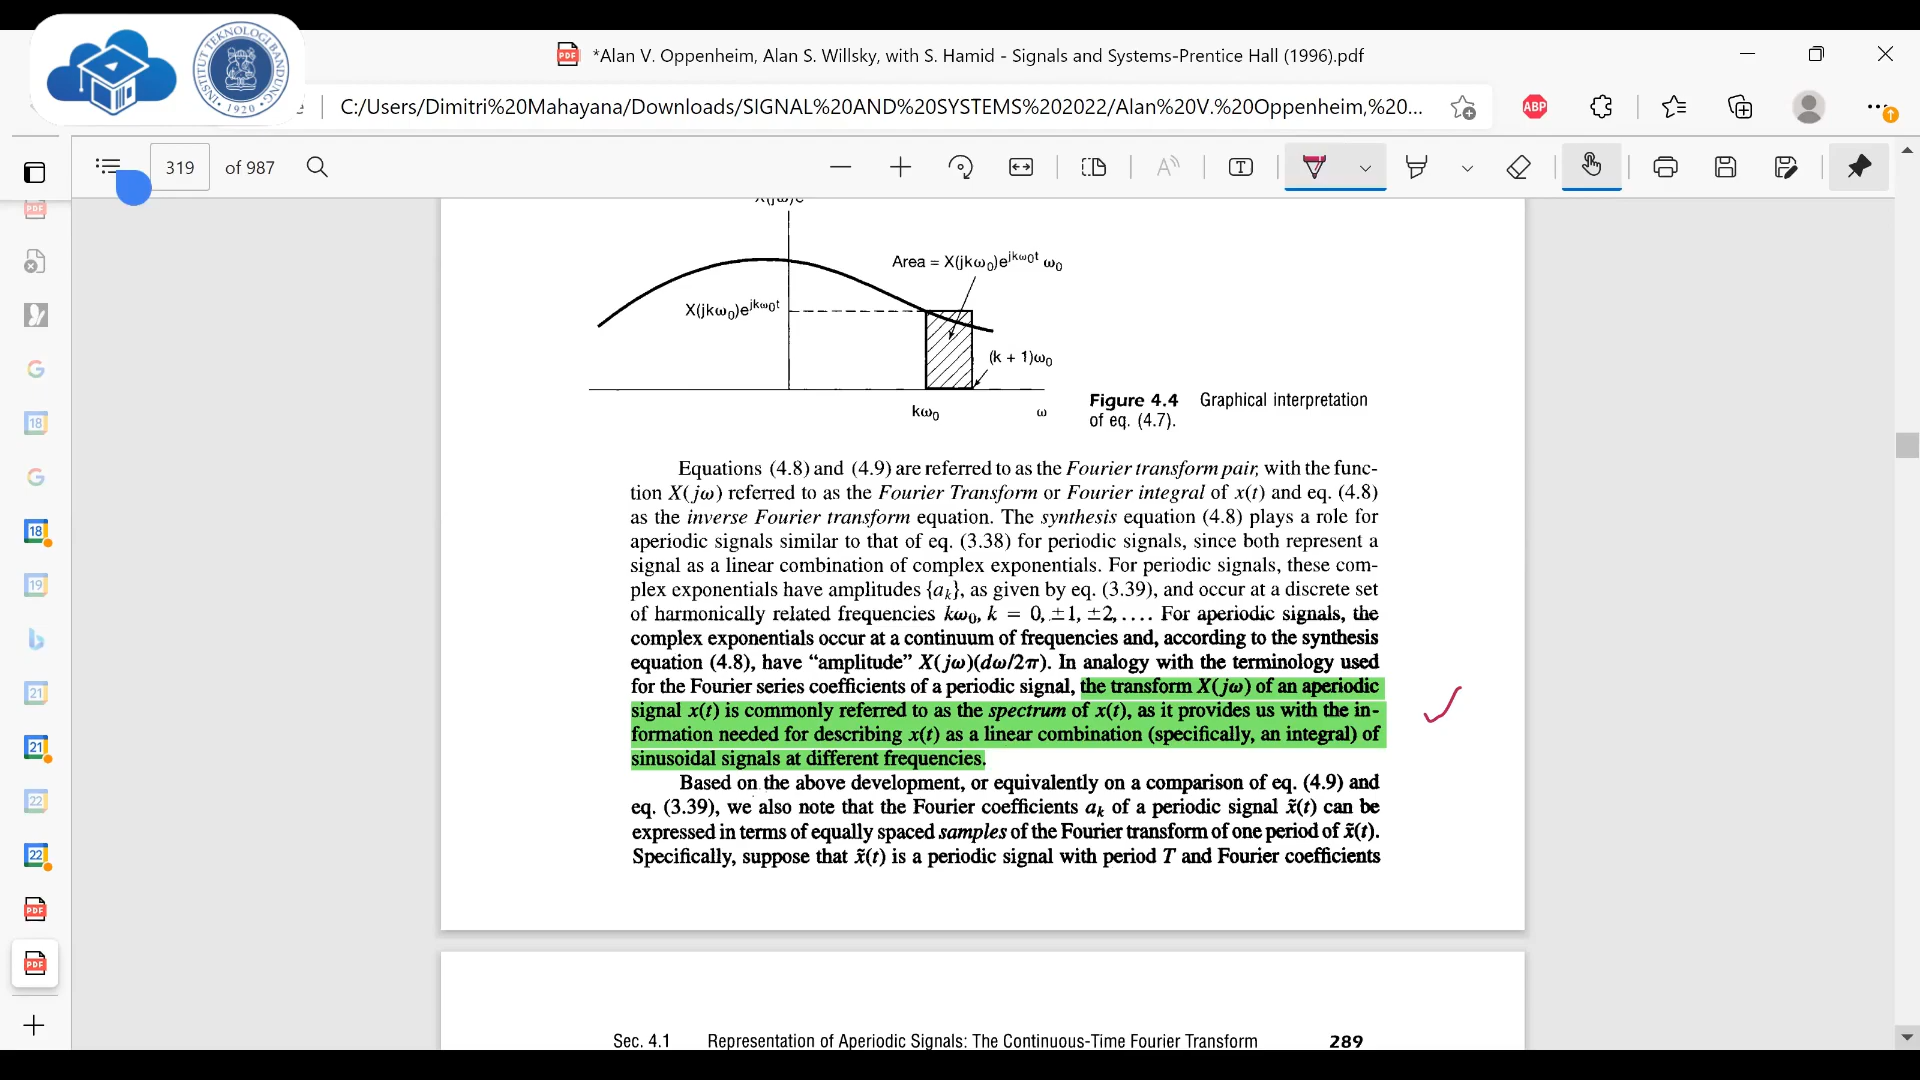 *Alan V. Oppenheim, Alan S. Willsky, with S. Hamid - Signals and Systems-Prentice Hall (1996).pdf
INSTITUT TEKNOLOGI BANDUNG
1920
C:/Users/Dimitri%20Mahayana/Downloads/SIGNAL%20AND%20SYSTEMS%202022/Alan%20V.%20Oppenheim,%20...
ABP
319 of 987
Area = X(jkω₀)e^{jkω₀t} ω₀
X(jkω₀)e^{jkω₀t}
(k + 1)ω₀
kω₀
ω
Figure 4.4 Graphical interpretation
of eq. (4.7).
Equations (4.8) and (4.9) are referred to as the Fourier transform pair, with the func-
tion X(jω) referred to as the Fourier Transform or Fourier integral of x(t) and eq. (4.8)
as the inverse Fourier transform equation. The synthesis equation (4.8) plays a role for
aperiodic signals similar to that of eq. (3.38) for periodic signals, since both represent a
signal as a linear combination of complex exponentials. For periodic signals, these com-
plex exponentials have amplitudes {aₖ}, as given by eq. (3.39), and occur at a discrete set
of harmonically related frequencies kω₀, k = 0, ±1, ±2, .... For aperiodic signals, the
complex exponentials occur at a continuum of frequencies and, according to the synthesis
equation (4.8), have “amplitude” X(jω)(dω/2π). In analogy with the terminology used
for the Fourier series coefficients of a periodic signal, the transform X(jω) of an aperiodic
signal x(t) is commonly referred to as the spectrum of x(t), as it provides us with the in-
formation needed for describing x(t) as a linear combination (specifically, an integral) of
sinusoidal signals at different frequencies.
Based on the above development, or equivalently on a comparison of eq. (4.9) and
eq. (3.39), we also note that the Fourier coefficients aₖ of a periodic signal x̃(t) can be
expressed in terms of equally spaced samples of the Fourier transform of one period of x̃(t).
Specifically, suppose that x̃(t) is a periodic signal with period T and Fourier coefficients
Sec. 4.1 Representation of Aperiodic Signals: The Continuous-Time Fourier Transform 289
PDF
18
18
19
21
21
22
22
PDF
PDF